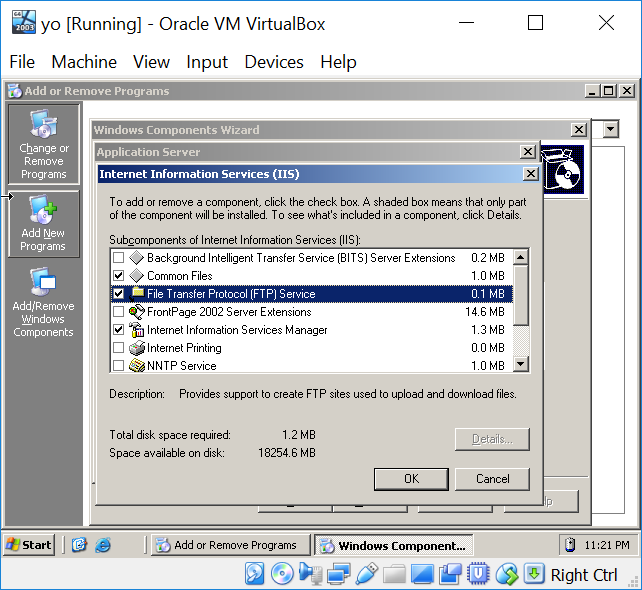 yo [Running] - Oracle VM VirtualBox
File Machine View Input Devices Help
Add or Remove Programs
Change or
Remove
Programs
Add New
Programs
Add/Remove
Windows
Components
Windows Components Wizard
Application Server
Internet Information Services (IIS)
To add or remove a component, click the check box. A shaded box means that only part
of the component will be installed. To see what's included in a component, click Details.
Subcomponents of Internet Information Services (IIS):
Background Intelligent Transfer Service (BITS) Server Extensions 0.2 MB
Common Files 1.0 MB
File Transfer Protocol (FTP) Service 0.1 MB
FrontPage 2002 Server Extensions 14.6 MB
Internet Information Services Manager 1.3 MB
Internet Printing 0.0 MB
NNTP Service 0.8 MB
Description: Provides support to create FTP sites used to upload and download files.
Total disk space required: 1.2 MB
Space available on disk: 18254.6 MB
Details...
OK Cancel
Start Add or Remove Programs Windows Component... 11:21 PM
Right Ctrl